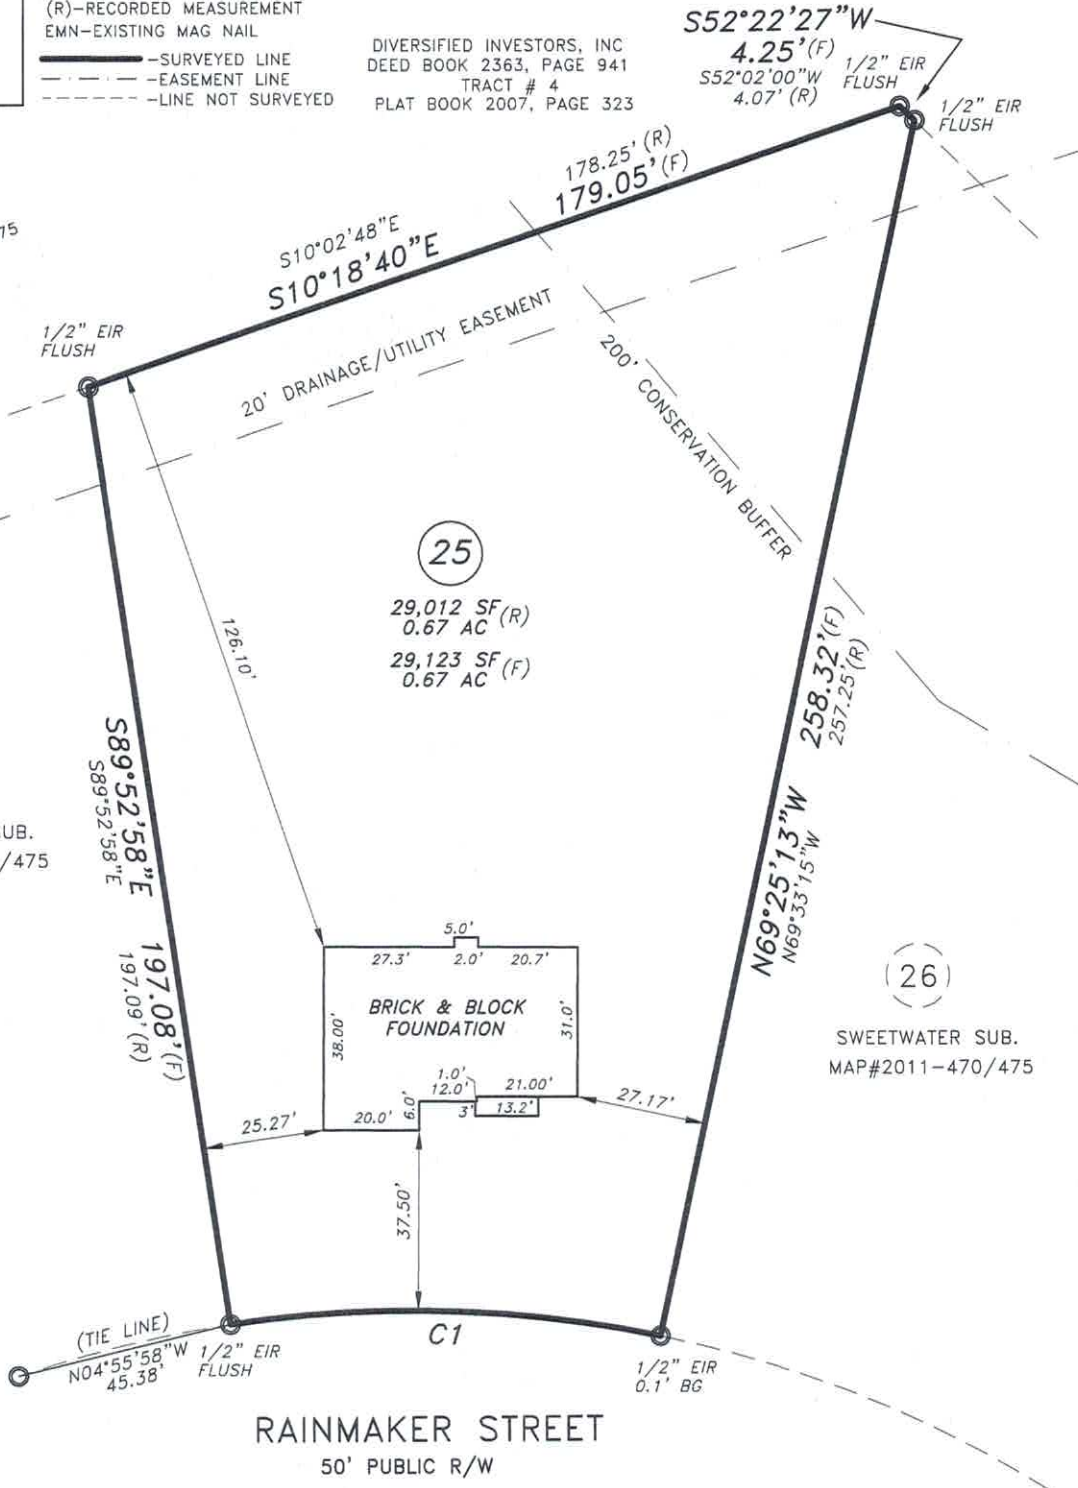 (R)-RECORDED MEASUREMENT
EMN-EXISTING MAG NAIL
-SURVEYED LINE
-EASEMENT LINE
-LINE NOT SURVEYED
DIVERSIFIED INVESTORS, INC
DEED BOOK 2363, PAGE 941
TRACT # 4
PLAT BOOK 2007, PAGE 323
S52°22'27"W
4.25'(F)
S52°02'00"W
4.07' (R)
1/2" EIR
FLUSH
1/2" EIR
FLUSH
178.25' (R)
179.05'(F)
S10°02'48"E
S10°18'40"E
75
1/2" EIR
FLUSH
20' DRAINAGE/UTILITY EASEMENT
200' CONSERVATION BUFFER
25
29,012 SF (R)
0.67 AC
29,123 SF (F)
0.67 AC
126.10'
258.32'(F)
257.25'(R)
S89°52'58"E
S89°52'58"E
197.08'(F)
197.09'(R)
N69°25'13"W
N69°33'15"W
UB.
/475
26
SWEETWATER SUB.
MAP#2011-470/475
5.0'
27.3'
2.0'
20.7'
BRICK & BLOCK
FOUNDATION
38.00'
31.0'
1.0'
12.0'
21.00'
6.0'
3'
13.2'
20.0'
25.27'
27.17'
37.50'
C1
(TIE LINE)
N04°55'58"W
45.38'
1/2" EIR
FLUSH
1/2" EIR
0.1' BG
RAINMAKER STREET
50' PUBLIC R/W